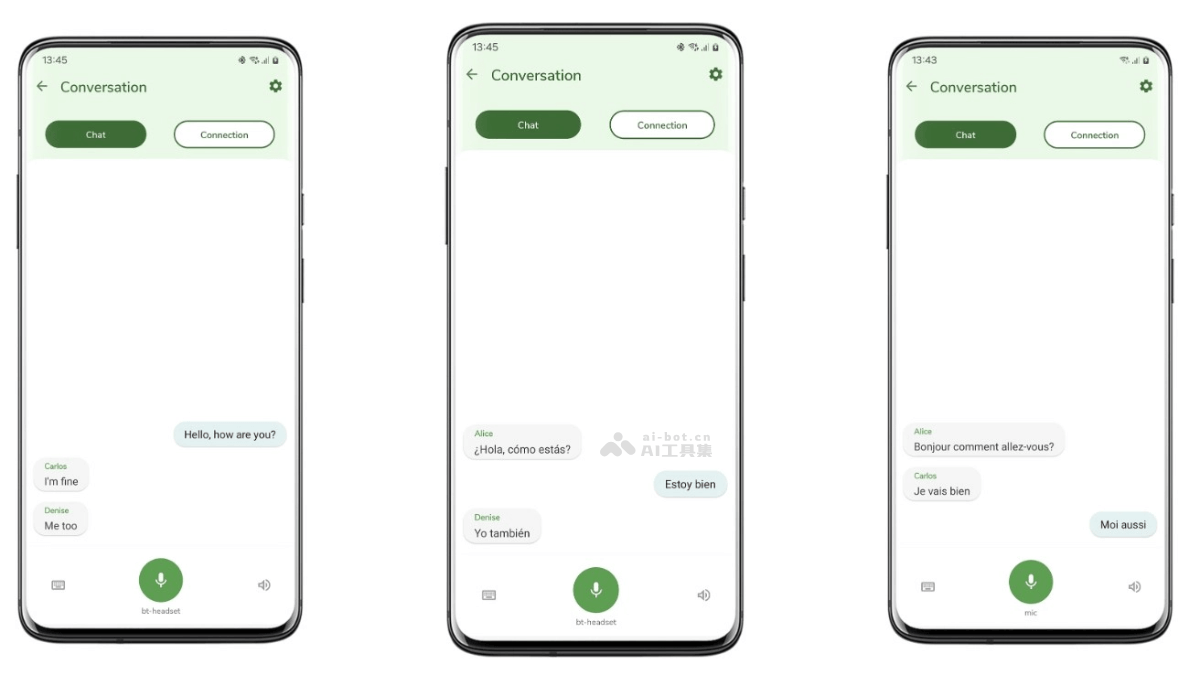 13:45
Conversation
Chat
Connection
Hello, how are you?
Carlos
I'm fine
Denise
Me too
bt-headset
13:45
Conversation
Chat
Connection
Alice
¿Hola, cómo estás?
ai-bot.cn
AI工具集
Estoy bien
Denise
Yo también
bt-headset
13:43
Conversation
Chat
Connection
Alice
Bonjour comment allez-vous?
Carlos
Je vais bien
Moi aussi
mic